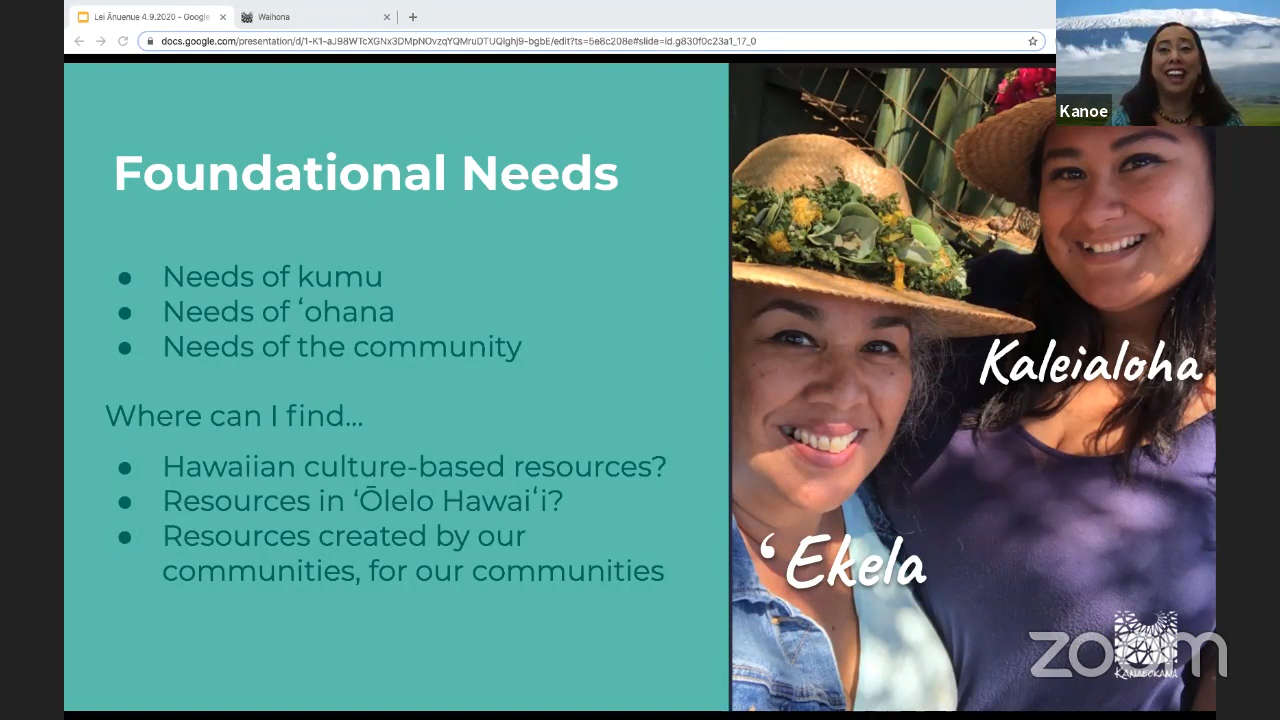 Lei Ānuenue 4.9.2020 - Google
Waihona
docs.google.com/presentation/d/1-K1-aJ98WTcXGNx3DMpNOvzqYQMruDTUQlghj9-bgbE/edit?ts=5e8c208e#slide=id.g830f0c23a1_17_0
Kanoe
Foundational Needs
● Needs of kumu
● Needs of ʻohana
● Needs of the community
Where can I find...
● Hawaiian culture-based resources?
● Resources in ʻŌlelo Hawaiʻi?
● Resources created by our
communities, for our communities
Kaleialoha
ʻEkela
zoom
KANAEOKANA